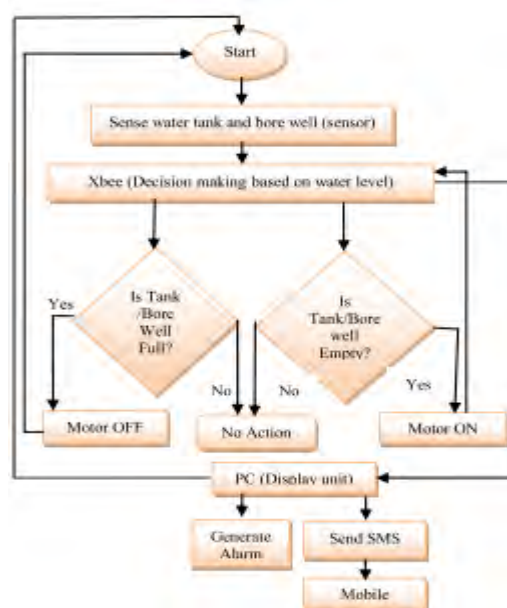 Start
Sense water tank and bore well (sensor)
Xbee (Decision making based on water level)
Yes
Is Tank
/Bore
Well
Full?
Is
Tank/Bore
well
Empty?
No
No
Yes
Motor OFF
No Action
Motor ON
PC (Display unit)
Generate
Alarm
Send SMS
Mobile